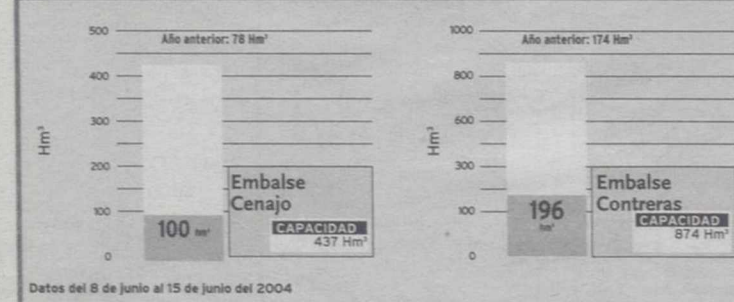 500
Año anterior: 78 Hm³
400
300
Hm³
200
100
0
100 hm³
Embalse
Cenajo
CAPACIDAD
437 Hm³
1000
Año anterior: 174 Hm³
800
600
Hm³
300
100
0
196
hm³
Embalse
Contreras
CAPACIDAD
874 Hm³
Datos del 8 de junio al 15 de junio del 2004